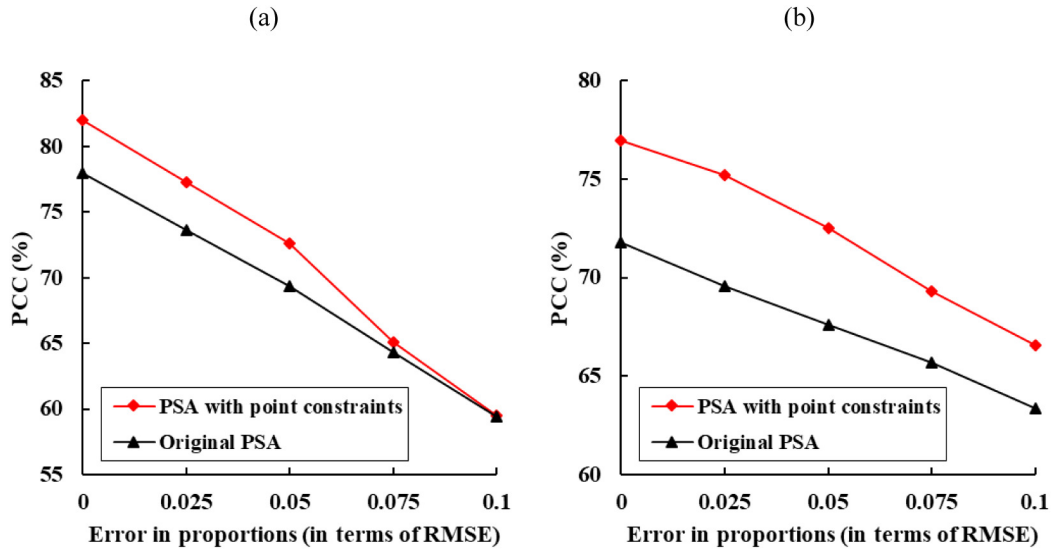 (a)
PCC (%)
85
80
75
70
65
60
55
PSA with point constraints
Original PSA
0 0.025 0.05 0.075 0.1
Error in proportions (in terms of RMSE)
(b)
PCC (%)
80
75
70
65
60
PSA with point constraints
Original PSA
0 0.025 0.05 0.075 0.1
Error in proportions (in terms of RMSE)